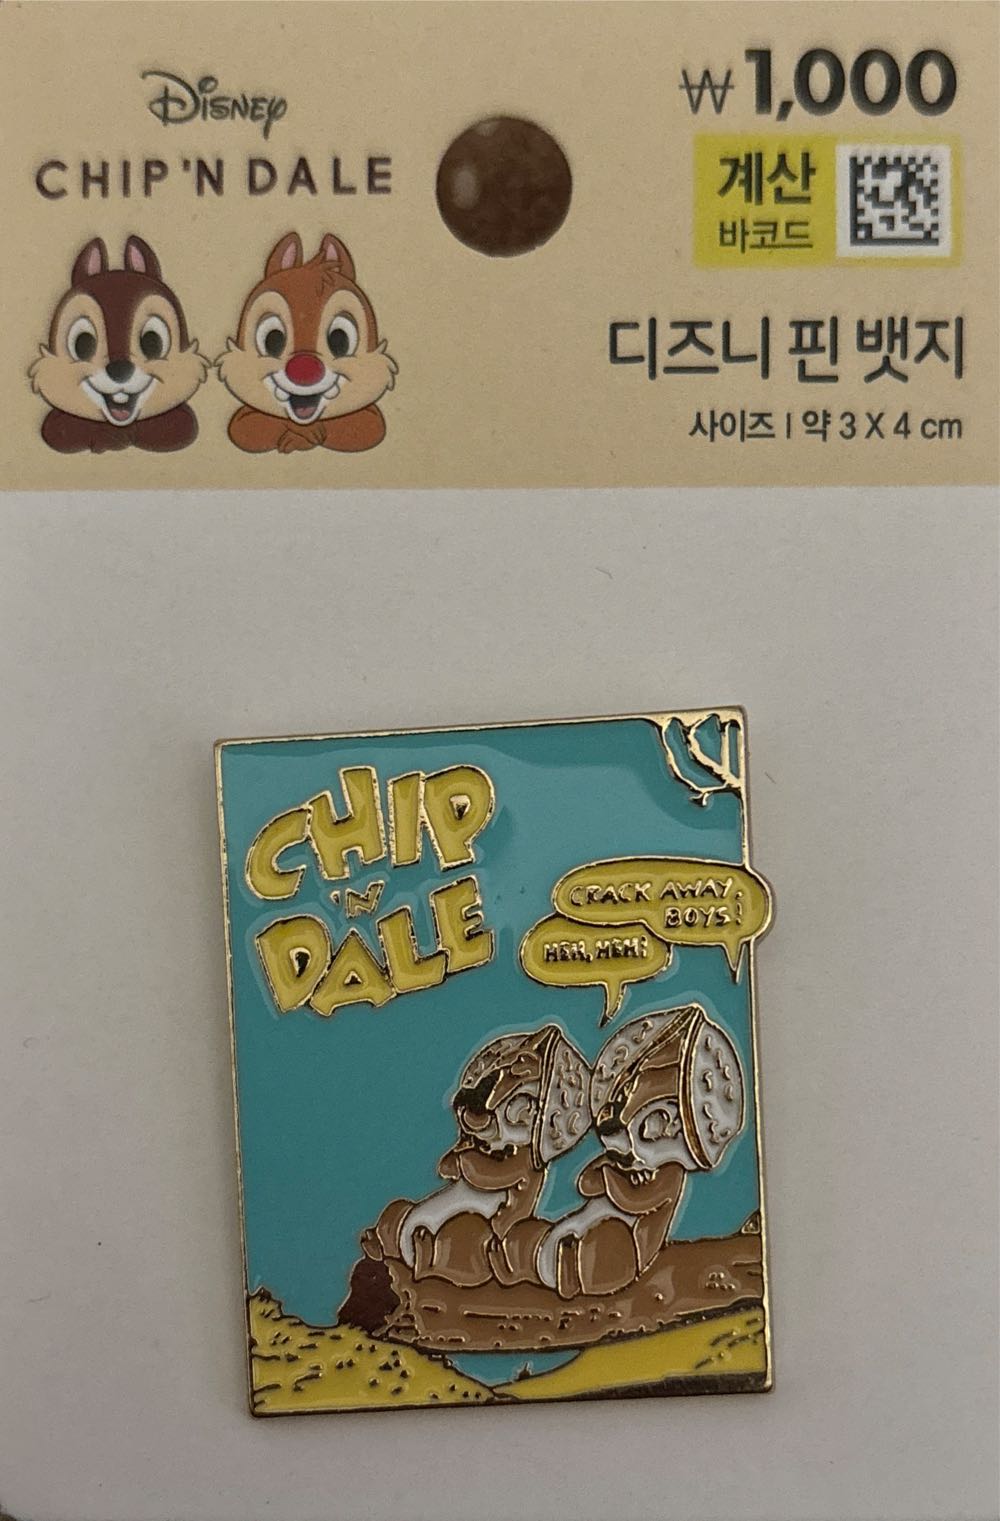 Disney
CHIP 'N DALE
₩1,000
계산
바코드
디즈니 핀 뱃지
사이즈 | 약 3 X 4 cm
CHIP
'N
DALE
CRACK AWAY,
BOYS!
HEH, HEH!